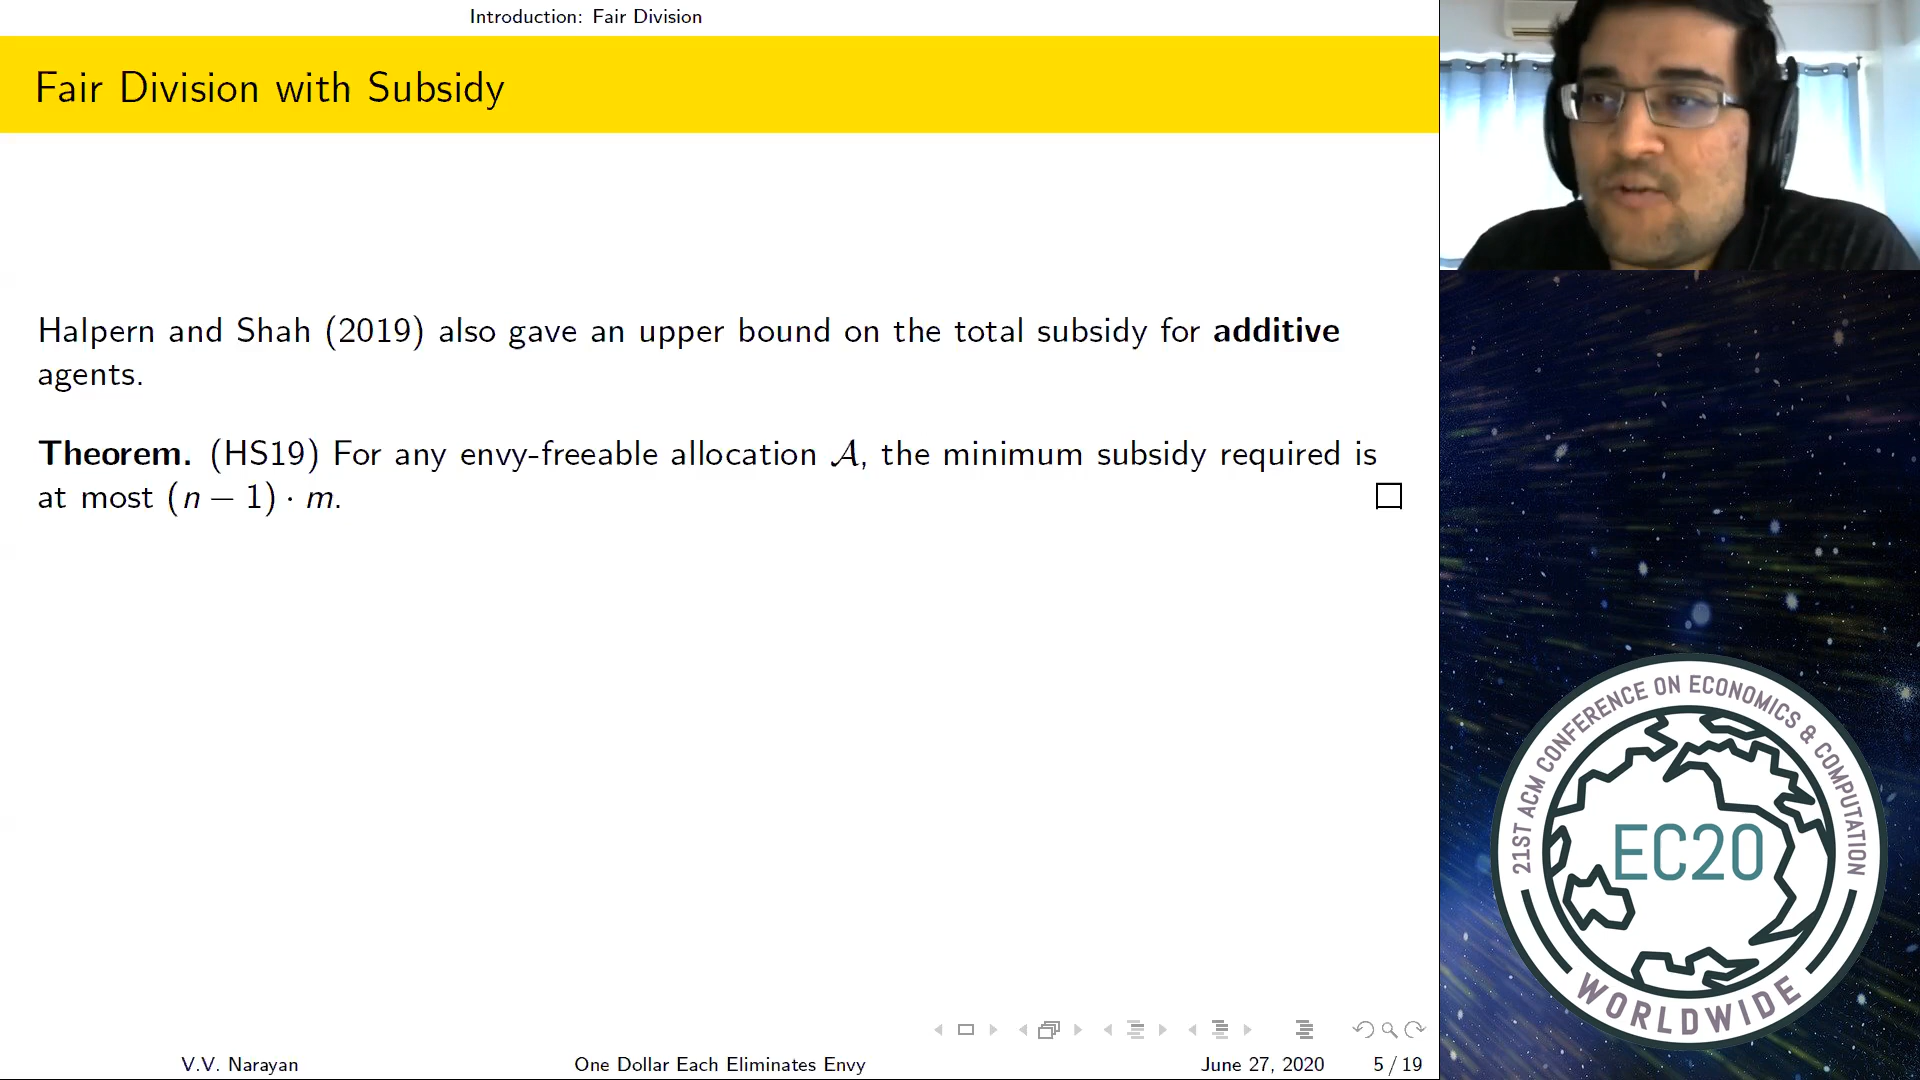 Introduction: Fair Division
Fair Division with Subsidy
Halpern and Shah (2019) also gave an upper bound on the total subsidy for additive
agents.
Theorem. (HS19) For any envy-freeable allocation 𝒜, the minimum subsidy required is
at most (n − 1) · m.
□
V.V. Narayan
One Dollar Each Eliminates Envy
June 27, 2020
5 / 19
21ST ACM CONFERENCE ON ECONOMICS & COMPUTATION
EC20
WORLDWIDE